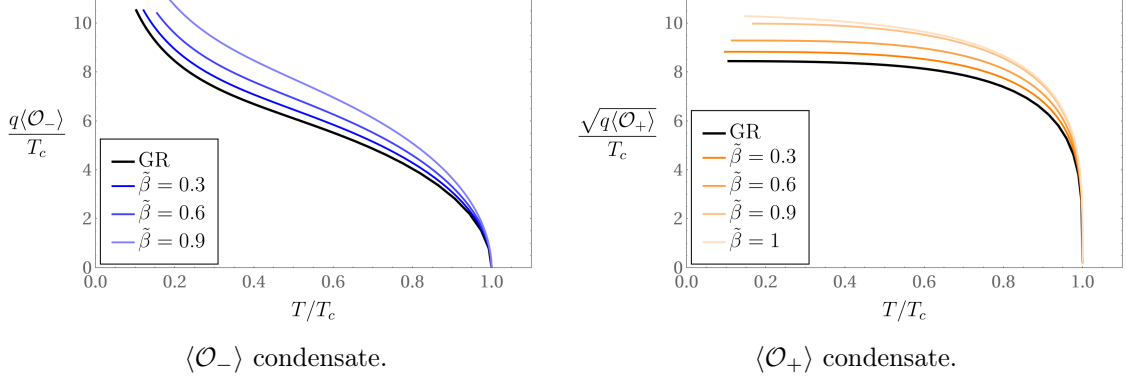 10
8
6
4
2
0
q⟨𝒪₋⟩
T_c
GR
β̃ = 0.3
β̃ = 0.6
β̃ = 0.9
0.0 0.2 0.4 0.6 0.8 1.0
T/T_c
⟨𝒪₋⟩ condensate.
10
8
6
4
2
0
√q⟨𝒪₊⟩
T_c
GR
β̃ = 0.3
β̃ = 0.6
β̃ = 0.9
β̃ = 1
0.0 0.2 0.4 0.6 0.8 1.0
T/T_c
⟨𝒪₊⟩ condensate.